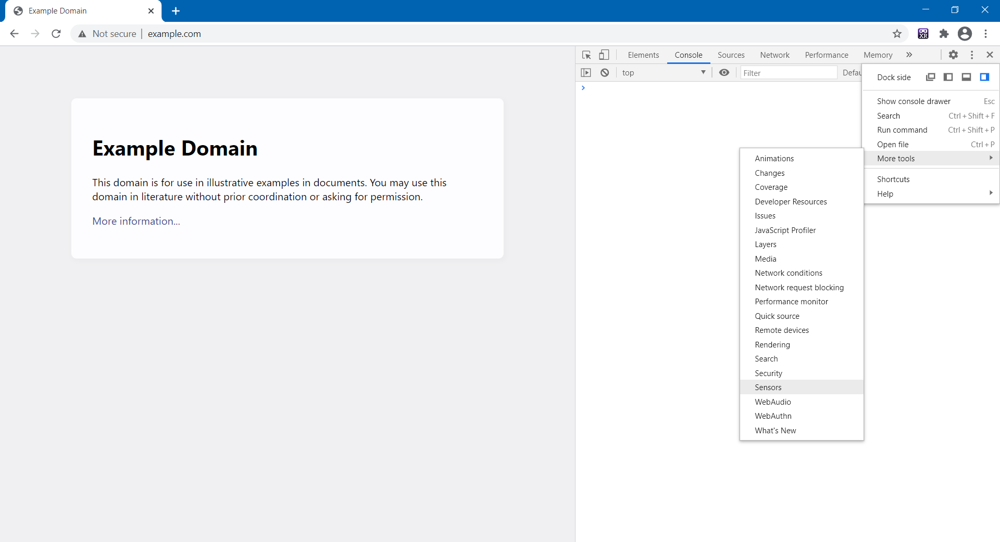 Example Domain
Not secure
example.com
XR
Elements
Console
Sources
Network
Performance
Memory
top
Filter
Defau
Dock side
Show console drawer Esc
Search Ctrl + Shift + F
Run command Ctrl + Shift + P
Open file Ctrl + P
More tools
Shortcuts
Help
Animations
Changes
Coverage
Developer Resources
Issues
JavaScript Profiler
Layers
Media
Network conditions
Network request blocking
Performance monitor
Quick source
Remote devices
Rendering
Search
Security
Sensors
WebAudio
WebAuthn
What's New
Example Domain
This domain is for use in illustrative examples in documents. You may use this
domain in literature without prior coordination or asking for permission.
More information...